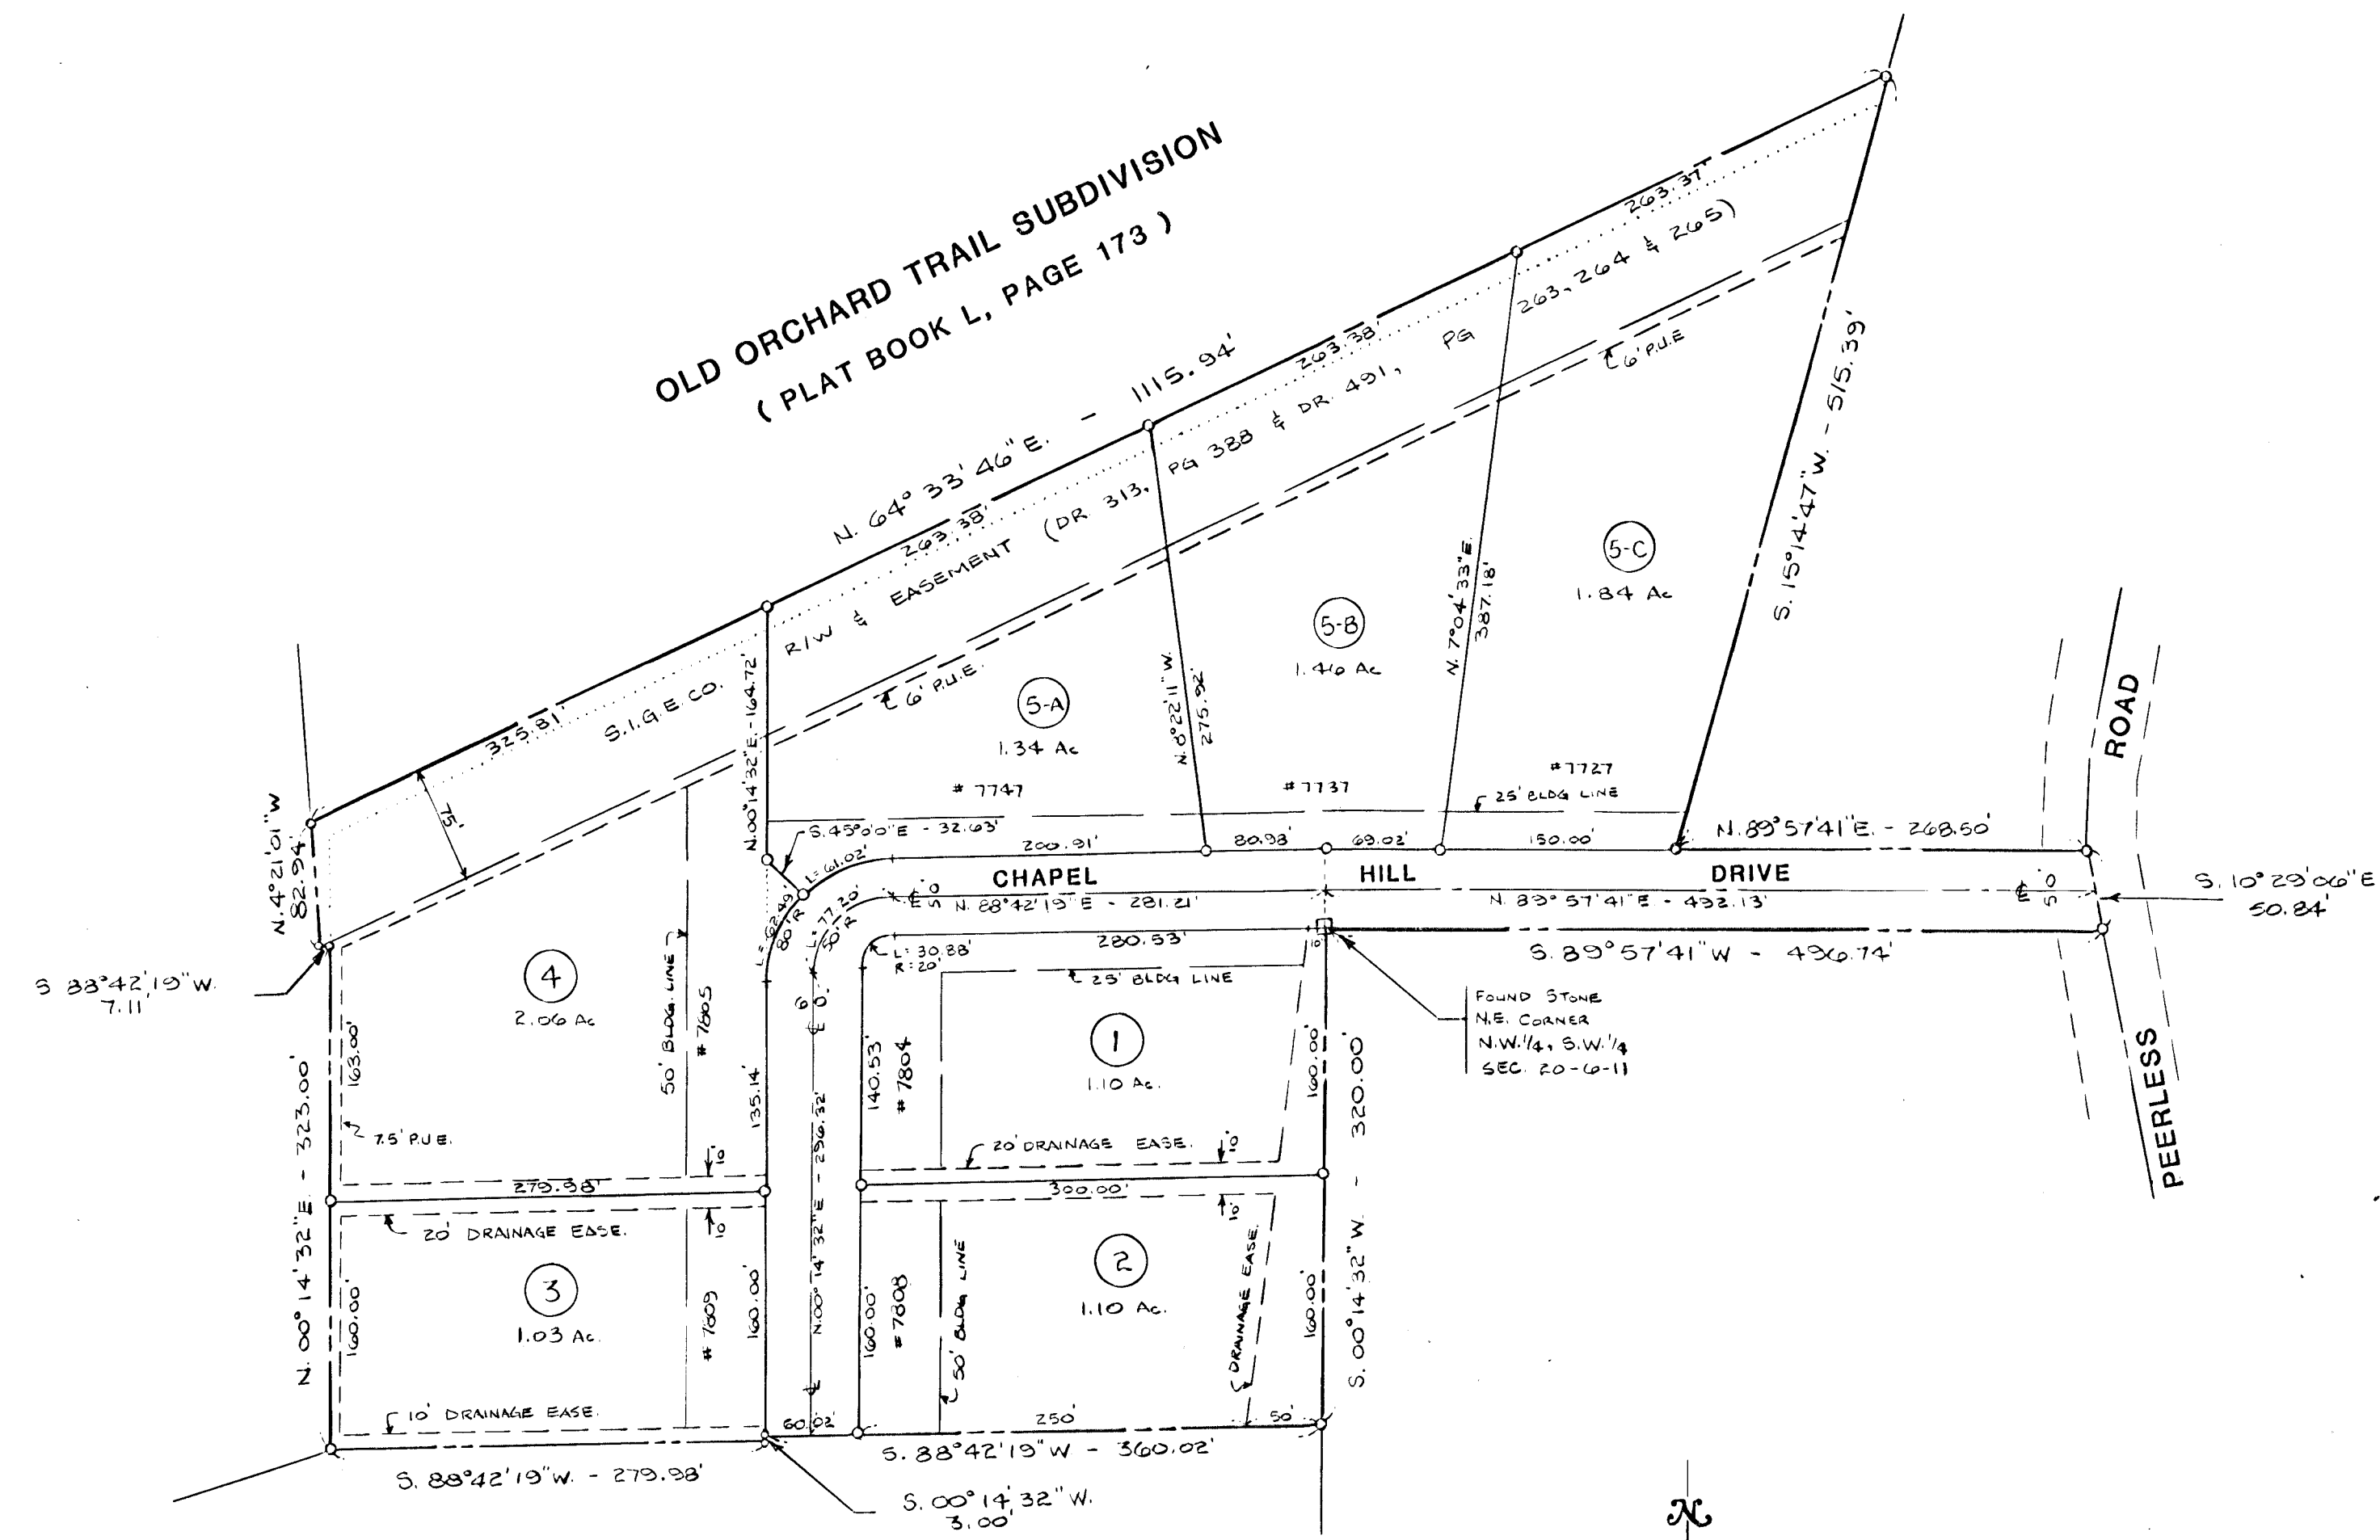 OLD ORCHARD TRAIL SUBDIVISION
( PLAT BOOK L, PAGE 173 )
N. 64° 33' 46" E. - 1115.94'
325.81'
263.38'
263.38'
263.37'
S.I.G.E. CO. R/W & EASEMENT (DR 313, PG 388 & DR. 491, PG 263, 264 & 265)
6' P.U.E.
6' P.U.E
75'
S. 15°14'47" W. - 515.39'
N. 4°21'01" W
82.94'
S 88°42'19" W.
7.11'
N. 00°14'32" E. - 164.72'
N. 8°22'11" W.
275.92'
N. 7°04'33" E.
387.18'
5-A
1.34 Ac
# 7747
5-B
1.46 Ac
# 7737
5-C
1.84 Ac
# 7727
25' BLDG LINE
S. 45°0'0" E - 32.63'
L= 61.02'
L= 62.49'
80' R
L= 77.20'
50' R
200.91'
80.98'
69.02'
150.00'
N. 89°57'41" E. - 268.50'
CHAPEL HILL DRIVE
50'
N. 88°42'19" E - 281.21'
N. 89°57'41" E - 492.13'
50'
S. 10°29'06" E
50.84'
S. 89°57'41" W - 496.74'
280.53'
10'
L= 30.88'
R= 20'
25' BLDG LINE
PEERLESS ROAD
FOUND STONE
N.E. CORNER
N.W. 1/4, S.W. 1/4
SEC. 20-6-11
4
2.06 Ac
50' BLDG. LINE
# 7805
163.00'
7.5' P.U.E.
135.14'
60'
N. 00°14'32" E - 296.32'
140.53'
# 7804
1
1.10 Ac.
160.00'
20' DRAINAGE EASE.
10'
10'
279.98'
300.00'
20' DRAINAGE EASE.
10'
10'
N. 00°14'32" E - 323.00'
160.00'
3
1.03 Ac.
# 7809
160.00'
160.00'
# 7808
50' BLDG LINE
2
1.10 Ac.
DRAINAGE EASE.
160.00'
S. 00°14'32" W. - 320.00'
10' DRAINAGE EASE.
60.02'
250'
50'
S. 88°42'19" W. - 279.98'
S. 88°42'19" W - 360.02'
S. 00°14'32" W.
3.00'
N